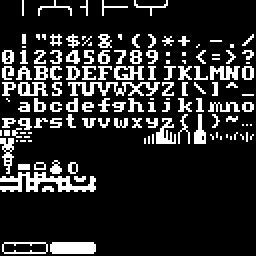 !"#$%&'()*+,-./
0123456789:;<=>?
@ABCDEFGHIJKLMNO
PQRSTUVWXYZ[\]^_
`abcdefghijklmno
pqrstuvwxyz{|}~…